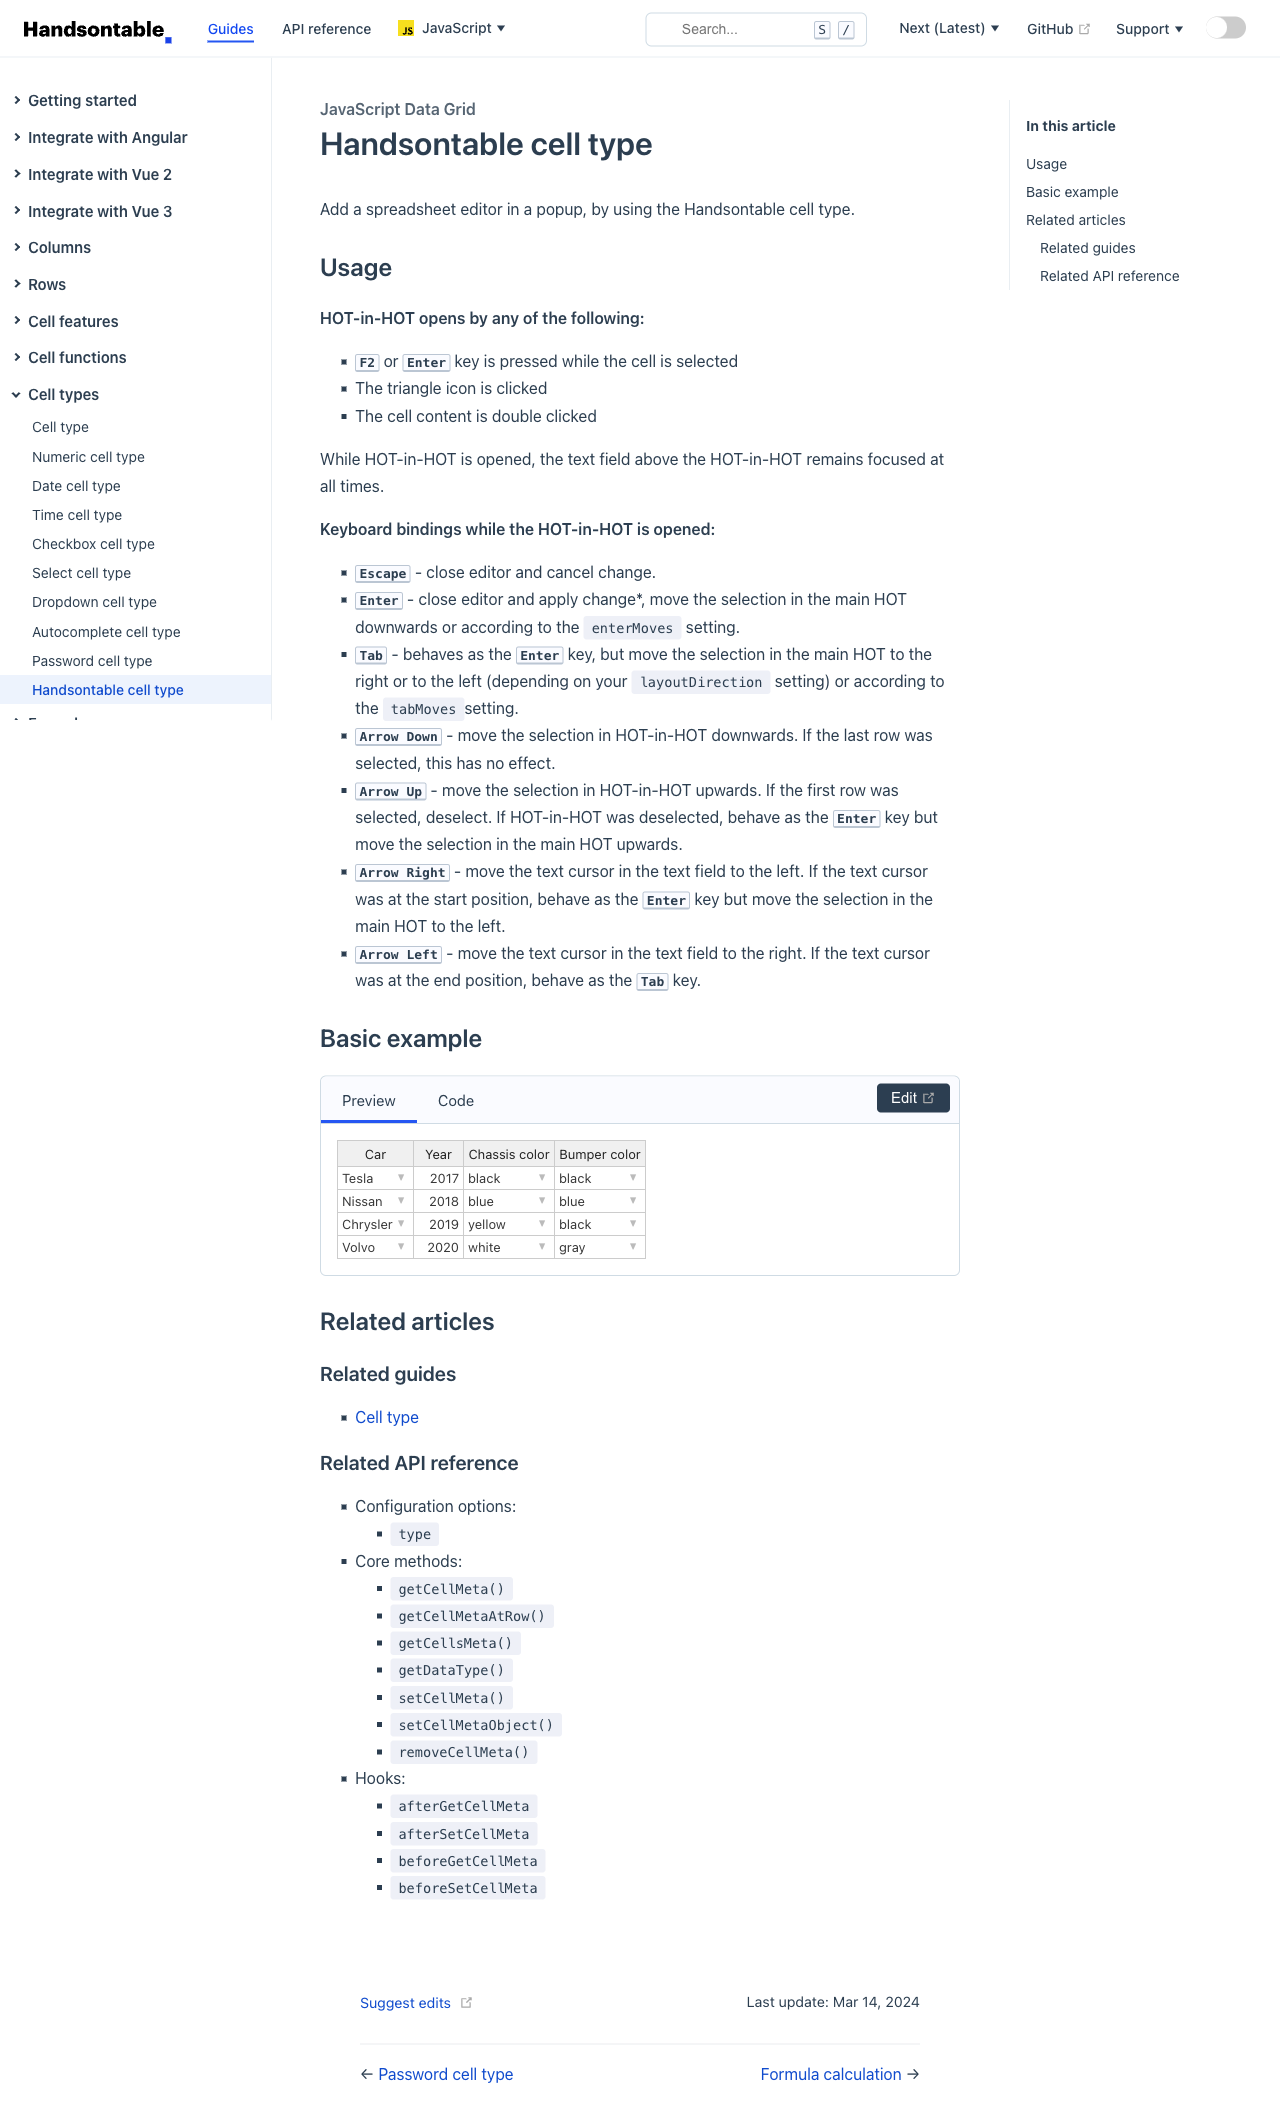 Handsontable
Guides
API reference
JS
JavaScript ▼
Search...
S
/
Next (Latest) ▼
GitHub
Support ▼
Getting started
Integrate with Angular
Integrate with Vue 2
Integrate with Vue 3
Columns
Rows
Cell features
Cell functions
Cell types
Cell type
Numeric cell type
Date cell type
Time cell type
Checkbox cell type
Select cell type
Dropdown cell type
Autocomplete cell type
Password cell type
Handsontable cell type
JavaScript Data Grid
Handsontable cell type
Add a spreadsheet editor in a popup, by using the Handsontable cell type.
Usage
HOT-in-HOT opens by any of the following:
▪ F2 or Enter key is pressed while the cell is selected
▪ The triangle icon is clicked
▪ The cell content is double clicked
While HOT-in-HOT is opened, the text field above the HOT-in-HOT remains focused at
all times.
Keyboard bindings while the HOT-in-HOT is opened:
▪ Escape - close editor and cancel change.
▪ Enter - close editor and apply change*, move the selection in the main HOT
downwards or according to the enterMoves setting.
▪ Tab - behaves as the Enter key, but move the selection in the main HOT to the
right or to the left (depending on your layoutDirection setting) or according to
the tabMoves setting.
▪ Arrow Down - move the selection in HOT-in-HOT downwards. If the last row was
selected, this has no effect.
▪ Arrow Up - move the selection in HOT-in-HOT upwards. If the first row was
selected, deselect. If HOT-in-HOT was deselected, behave as the Enter key but
move the selection in the main HOT upwards.
▪ Arrow Right - move the text cursor in the text field to the left. If the text cursor
was at the start position, behave as the Enter key but move the selection in the
main HOT to the left.
▪ Arrow Left - move the text cursor in the text field to the right. If the text cursor
was at the end position, behave as the Tab key.
Basic example
Preview
Code
Edit
Car Year Chassis color Bumper color
Tesla ▼ 2017 black ▼ black ▼
Nissan ▼ 2018 blue ▼ blue ▼
Chrysler ▼ 2019 yellow ▼ black ▼
Volvo ▼ 2020 white ▼ gray ▼
Related articles
Related guides
▪ Cell type
Related API reference
▪ Configuration options:
▪ type
▪ Core methods:
▪ getCellMeta()
▪ getCellMetaAtRow()
▪ getCellsMeta()
▪ getDataType()
▪ setCellMeta()
▪ setCellMetaObject()
▪ removeCellMeta()
▪ Hooks:
▪ afterGetCellMeta
▪ afterSetCellMeta
▪ beforeGetCellMeta
▪ beforeSetCellMeta
Suggest edits
Last update: Mar 14, 2024
← Password cell type
Formula calculation →
In this article
Usage
Basic example
Related articles
Related guides
Related API reference